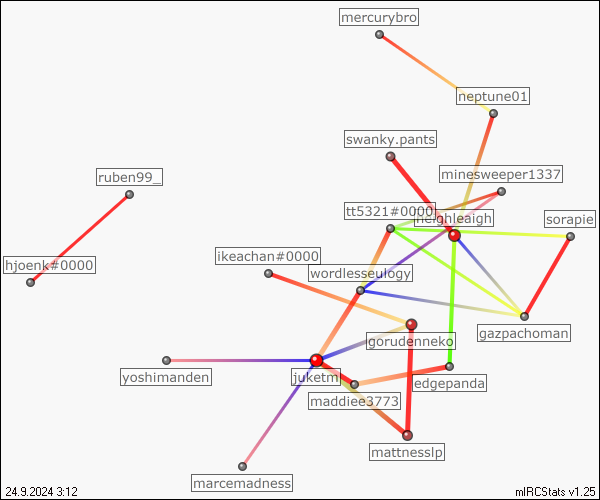 mercurybro
neptune01
swanky.pants
minesweeper1337
ruben99_
tt5321#0000
heighleaigh
sorapie
ikeachan#0000
hjoenk#0000
wordlesseulogy
gazpachoman
gorudenneko
yoshimanden
juketm
edgepanda
maddiee3773
mattnesslp
marcemadness
24.9.2024 3:12
mIRCStats v1.25